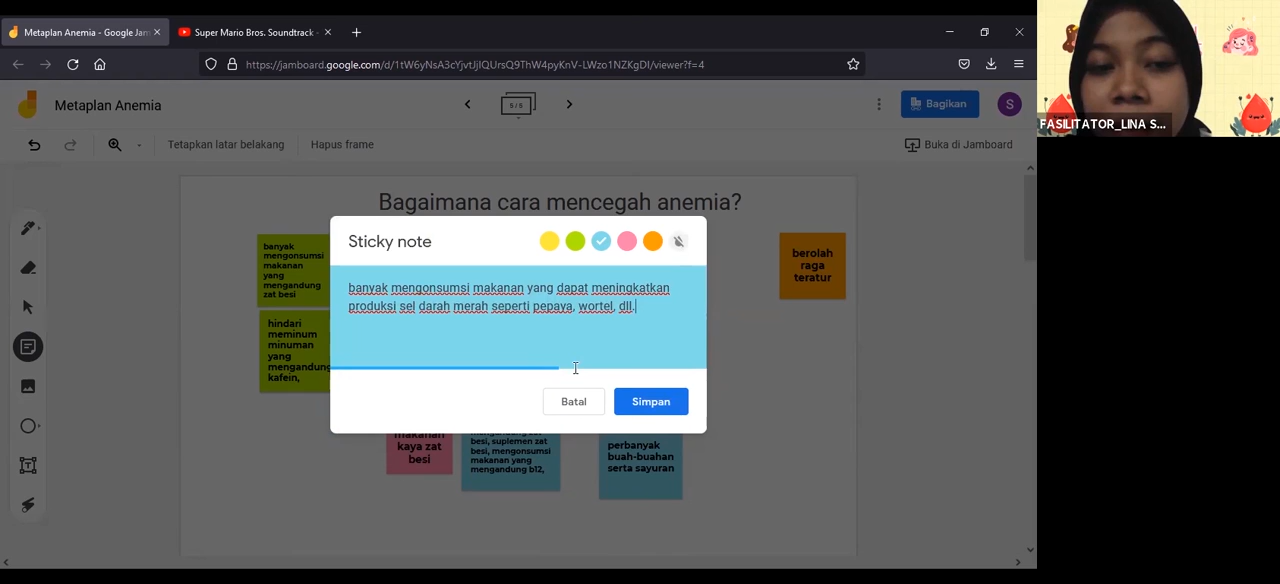 Metaplan Anemia - Google Jam
Super Mario Bros. Soundtrack -
https://jamboard.google.com/d/1tW6yNsA3cYjvtJjIQUrsQ9ThW4pyKnV-LWzo1NZKgDI/viewer?f=4
Metaplan Anemia
5/5
Bagikan
S
Tetapkan latar belakang
Hapus frame
Buka di Jamboard
FASILITATOR_LINA S...
Bagaimana cara mencegah anemia?
Sticky note
banyak mengonsumsi makanan yang dapat meningkatkan
produksi sel darah merah seperti pepaya, wortel, dll.
Batal
Simpan
banyak
mengonsumsi
makanan
yang
mengandung
zat besi
hindari
meminum
minuman
yang
mengandung
kafein,
berolah
raga
teratur
makanan
kaya zat
besi
mengandung zat
besi, suplemen zat
besi, mengonsumsi
makanan yang
mengandung b12,
perbanyak
buah-buahan
serta sayuran